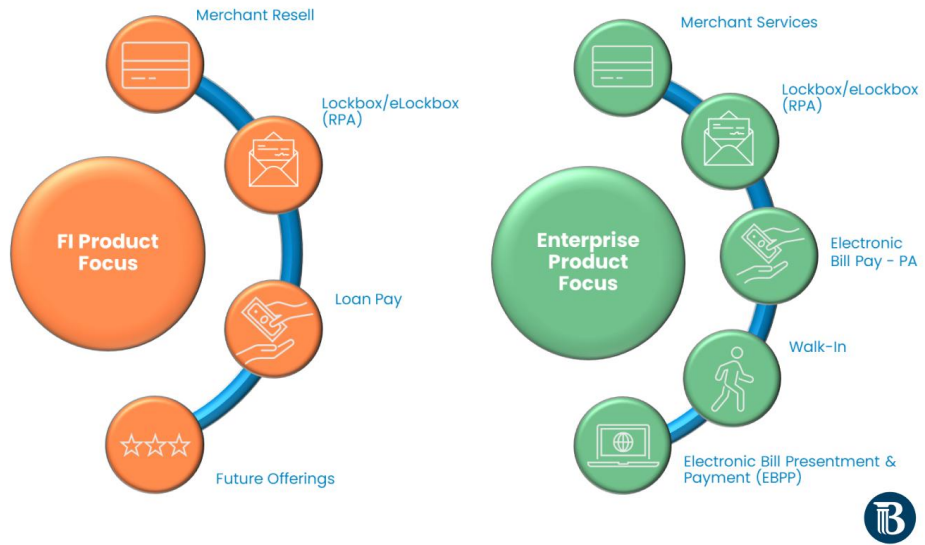 Merchant Resell
Lockbox/eLockbox
(RPA)
FI Product
Focus
Loan Pay
Future Offerings
Merchant Services
Lockbox/eLockbox
(RPA)
Enterprise
Product
Focus
Electronic
Bill Pay - PA
Walk-In
Electronic Bill Presentment &
Payment (EBPP)
B